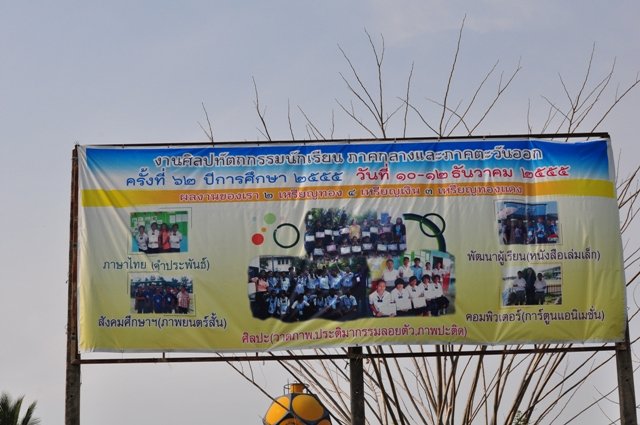 งานศิลปหัตถกรรมนักเรียน ภาคกลางและภาคตะวันออก
ครั้งที่ ๖๒ ปีการศึกษา ๒๕๕๕ วันที่ ๑๐-๑๒ ธันวาคม ๒๕๕๕
ผลงานของเรา ๒ เหรียญทอง ๔ เหรียญเงิน ๓ เหรียญทองแดง
ภาษาไทย (คำประพันธ์)
พัฒนาผู้เรียน(หนังสือเล่มเล็ก)
สังคมศึกษาฯ(ภาพยนตร์สั้น)
คอมพิวเตอร์(การ์ตูนแอนิเมชั่น)
ศิลปะ(วาดภาพ,ประติมากรรมลอยตัว,ภาพปะติด)